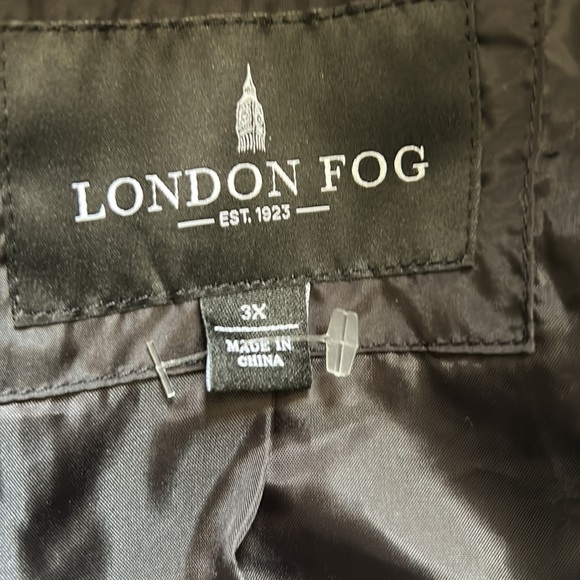 LONDON FOG
EST. 1923
3X
MADE IN
CHINA